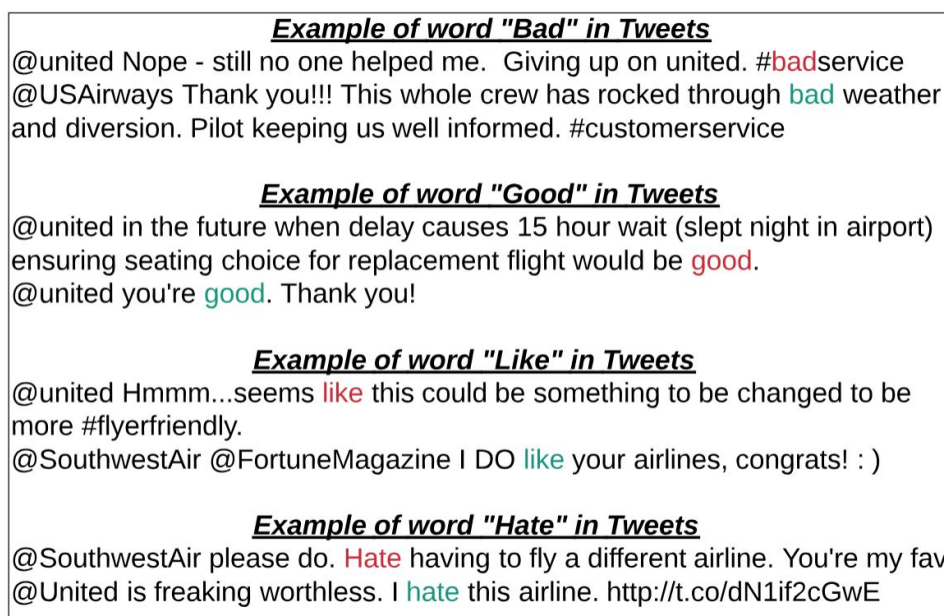 Example of word "Bad" in Tweets
@united Nope - still no one helped me.  Giving up on united. #badservice
@USAirways Thank you!!! This whole crew has rocked through bad weather
and diversion. Pilot keeping us well informed. #customerservice
Example of word "Good" in Tweets
@united in the future when delay causes 15 hour wait (slept night in airport)
ensuring seating choice for replacement flight would be good.
@united you're good. Thank you!
Example of word "Like" in Tweets
@united Hmmm...seems like this could be something to be changed to be
more #flyerfriendly.
@SouthwestAir @FortuneMagazine I DO like your airlines, congrats! : )
Example of word "Hate" in Tweets
@SouthwestAir please do. Hate having to fly a different airline. You're my fav
@United is freaking worthless. I hate this airline. http://t.co/dN1if2cGwE